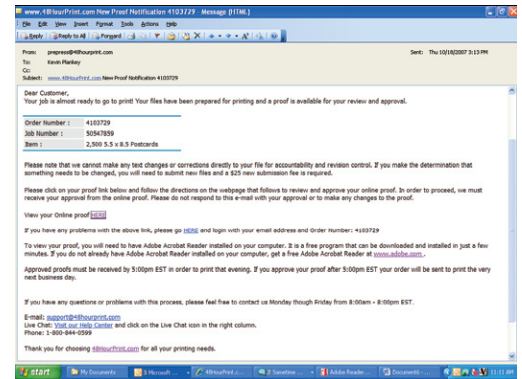 www.48HourPrint.com New Proof Notification 4103729 - Message (HTML)
File Edit View Insert Format Tools Actions Help
Reply Reply to All Forward
From: prepress@48hourprint.com Sent: Thu 10/18/2007 3:13 PM
To: Kevin Plankey
Cc:
Subject: www.48HourPrint.com New Proof Notification 4103729
Dear Customer,
Your job is almost ready to go to print! Your files have been prepared for printing and a proof is available for your review and approval.
Order Number : 4103729
Job Number : 50547859
Item : 2,500 5.5 x 8.5 Postcards
Please note that we cannot make any text changes or corrections directly to your file for accountability and revision control. If you make the determination that
something needs to be changed, you will need to submit new files and a $25 new submission fee is required.
Please click on your proof link below and follow the directions on the webpage that follows to review and approve your online proof. In order to proceed, we must
receive your approval from the online proof. Please do not respond to this e-mail with your approval or to make any changes to the proof.
View your Online proof HERE
If you have any problems with the above link, please go HERE and login with your email address and Order Number: 4103729
To view your proof, you will need to have Adobe Acrobat Reader installed on your computer. It is a free program that can be downloaded and installed in just a few
minutes. If you do not already have Adobe Acrobat Reader installed on your computer, get a free Adobe Acrobat Reader at www.adobe.com .
Approved proofs must be received by 5:00pm EST in order to print that evening. If you approve your proof after 5:00pm EST your order will be sent to print the very
next business day.
If you have any questions or problems with this process, please feel free to contact us Monday though Friday from 8:00am - 8:00pm EST.
E-mail: support@48hourprint.com
Live Chat: Visit our Help Center and click on the Live Chat icon in the right column.
Phone: 1-800-844-0599
Thank you for choosing 48HourPrint.com for all your printing needs.
start My Documents 5 Microsoft ... 48HourPrint.c... 2 Sametime ... Adobe Reader... Document6 - ... 11:11 AM